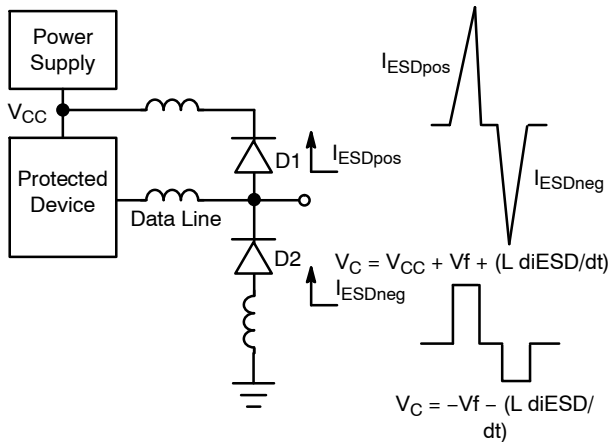 Power
Supply
V_CC
Protected
Device
Data Line
D1
I_ESDpos
D2
I_ESDneg
I_ESDpos
I_ESDneg
V_C = V_CC + Vf + (L diESD/dt)
V_C = −Vf − (L diESD/
dt)